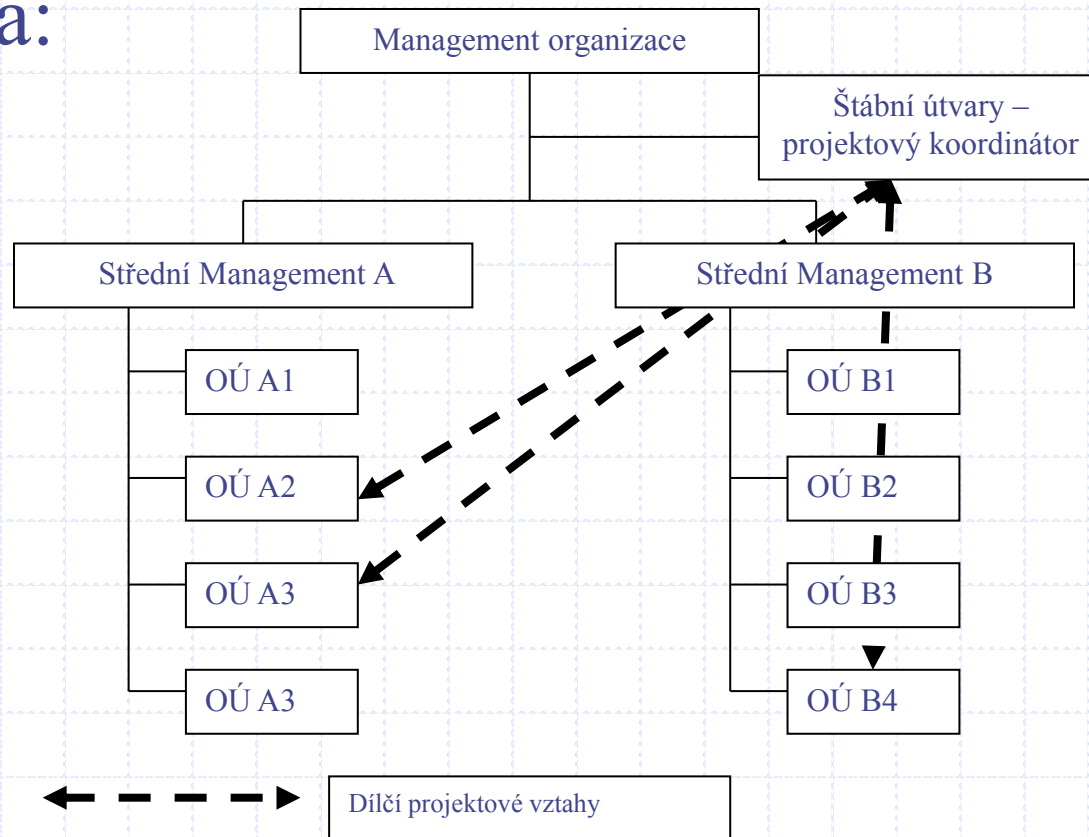 a:
Management organizace
Štábní útvary –
projektový koordinátor
Střední Management A
Střední Management B
OÚ A1
OÚ B1
OÚ A2
OÚ B2
OÚ A3
OÚ B3
OÚ A3
OÚ B4
Dílčí projektové vztahy